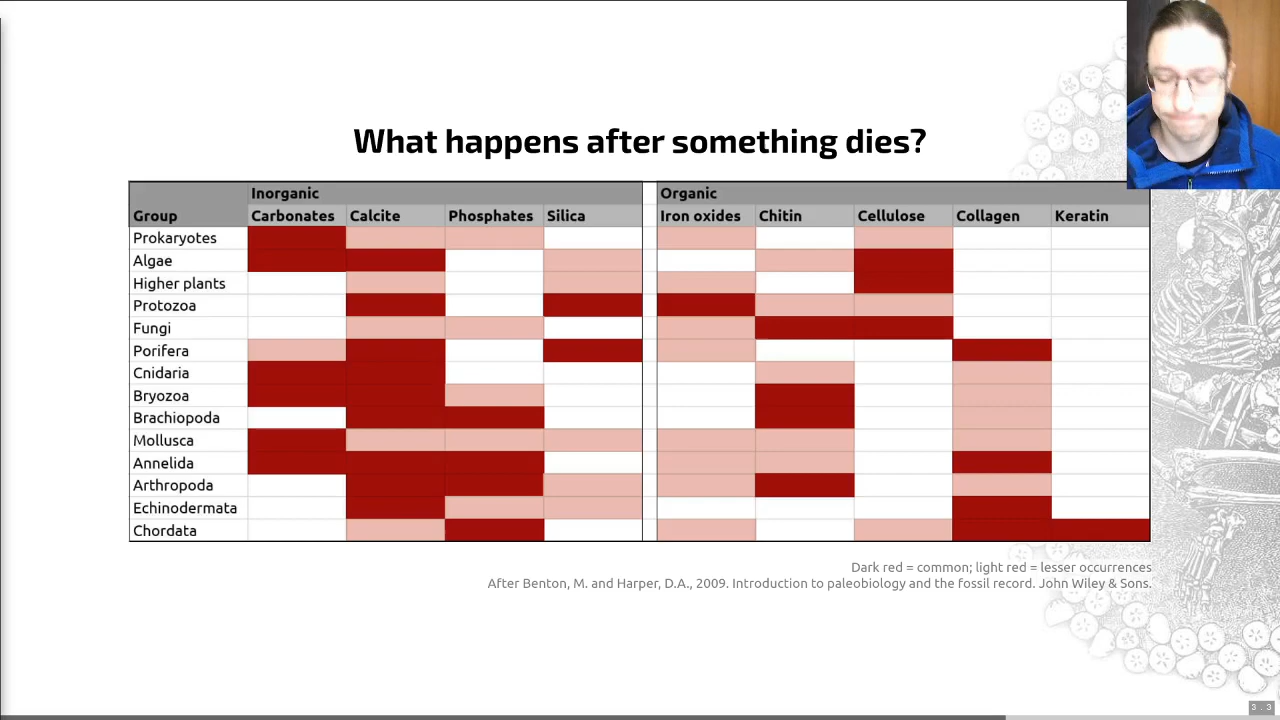 What happens after something dies?
Inorganic Organic
Group Carbonates Calcite Phosphates Silica Iron oxides Chitin Cellulose Collagen Keratin
Prokaryotes
Algae
Higher plants
Protozoa
Fungi
Porifera
Cnidaria
Bryozoa
Brachiopoda
Mollusca
Annelida
Arthropoda
Echinodermata
Chordata
Dark red = common; light red = lesser occurrences
After Benton, M. and Harper, D.A., 2009. Introduction to paleobiology and the fossil record. John Wiley & Sons.
3 . 3